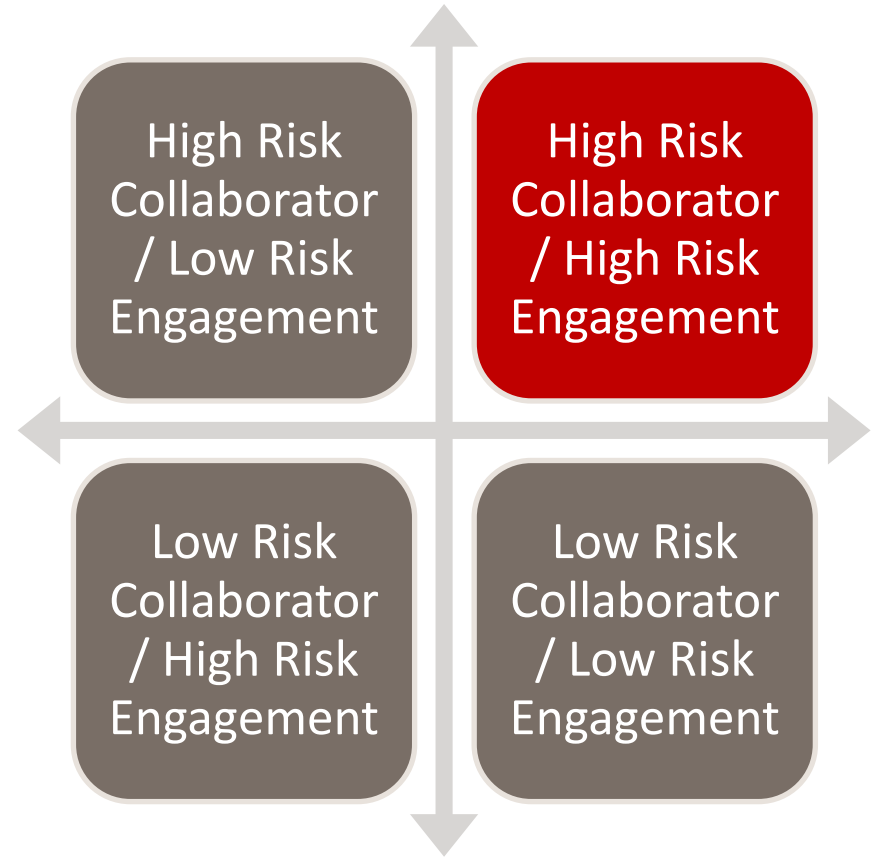 High Risk
Collaborator
/ Low Risk
Engagement
High Risk
Collaborator
/ High Risk
Engagement
Low Risk
Collaborator
/ High Risk
Engagement
Low Risk
Collaborator
/ Low Risk
Engagement